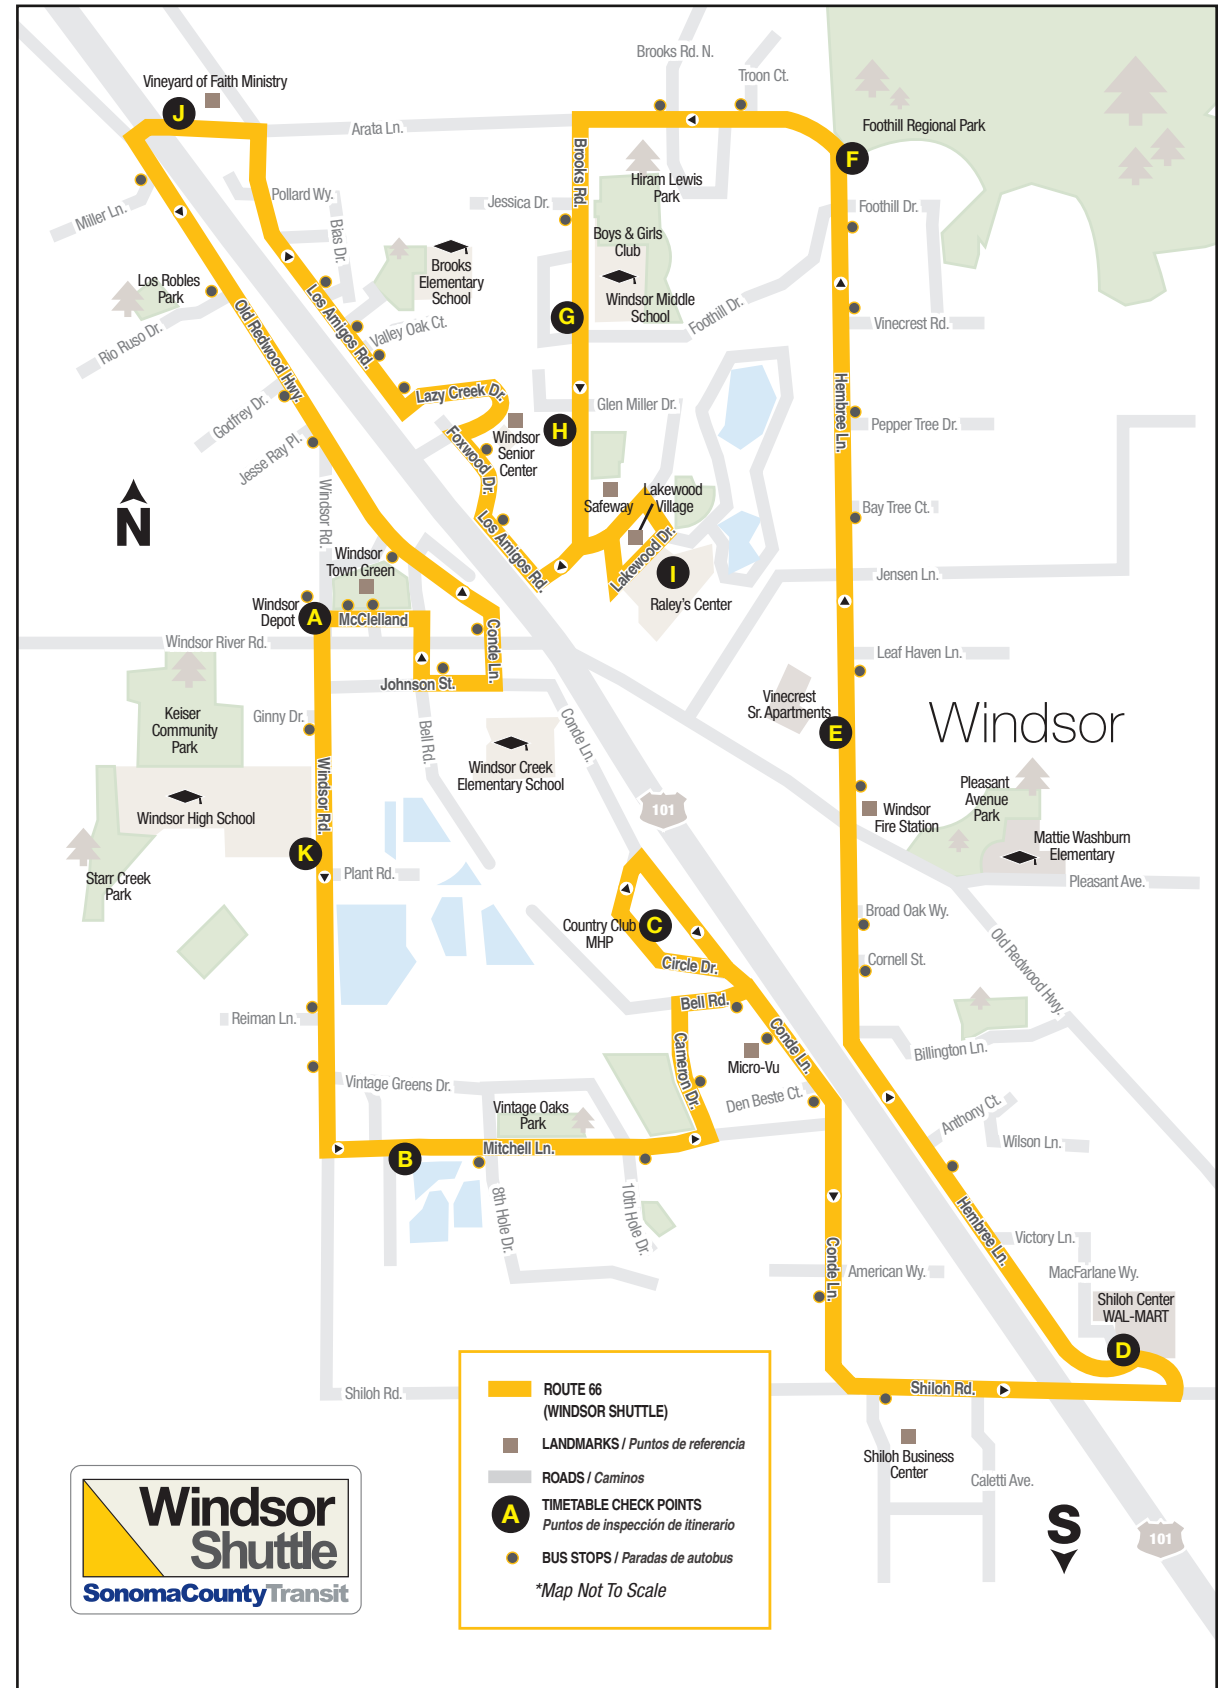 Brooks Rd. N.
Troon Ct.
Vineyard of Faith Ministry
J
Arata Ln.
Foothill Regional Park
F
Brooks Rd.
Hiram Lewis
Park
Miller Ln.
Pollard Wy.
Bias Dr.
Jessica Dr.
Foothill Dr.
Boys & Girls
Club
Brooks
Elementary
School
Los Robles
Park
Windsor Middle
School
G
Foothill Dr.
Vinecrest Rd.
Rio Ruso Dr.
Old Redwood Hwy.
Los Amigos Rd.
Valley Oak Ct.
Hembree Ln.
Lazy Creek Dr.
Glen Miller Dr.
Godfrey Dr.
Pepper Tree Dr.
H
Windsor
Senior
Center
Foxwood Dr.
Jesse Ray Pl.
Windsor Rd.
Safeway
Lakewood
Village
Bay Tree Ct.
N
Los Amigos Rd.
Lakewood Dr.
Windsor
Town Green
I
Jensen Ln.
Raley's Center
Windsor
Depot
A
McClelland
Windsor River Rd.
Conde Ln.
Leaf Haven Ln.
Johnson St.
Keiser
Community
Park
Ginny Dr.
Bell Rd.
Conde Ln.
Vinecrest
Sr. Apartments
E
Windsor
Windsor Creek
Elementary School
Windsor Rd.
101
Windsor High School
Pleasant
Avenue
Park
Windsor
Fire Station
Mattie Washburn
Elementary
K
Starr Creek
Park
Plant Rd.
Pleasant Ave.
Country Club
MHP
C
Broad Oak Wy.
Circle Dr.
Cornell St.
Old Redwood Hwy.
Bell Rd.
Reiman Ln.
Conde Ln.
Cameron Dr.
Micro-Vu
Billington Ln.
Vintage Greens Dr.
Den Beste Ct.
Vintage Oaks
Park
Anthony Ct.
Wilson Ln.
B
Mitchell Ln.
8th Hole Dr.
10th Hole Dr.
Hembree Ln.
Victory Ln.
Conde Ln.
American Wy.
MacFarlane Wy.
Shiloh Center
WAL-MART
D
Shiloh Rd.
Shiloh Rd.
ROUTE 66
(WINDSOR SHUTTLE)
LANDMARKS / Puntos de referencia
ROADS / Caminos
A
TIMETABLE CHECK POINTS
Puntos de inspección de itinerario
BUS STOPS / Paradas de autobus
*Map Not To Scale
Shiloh Business
Center
Caletti Ave.
S
101
Windsor
Shuttle
SonomaCountyTransit